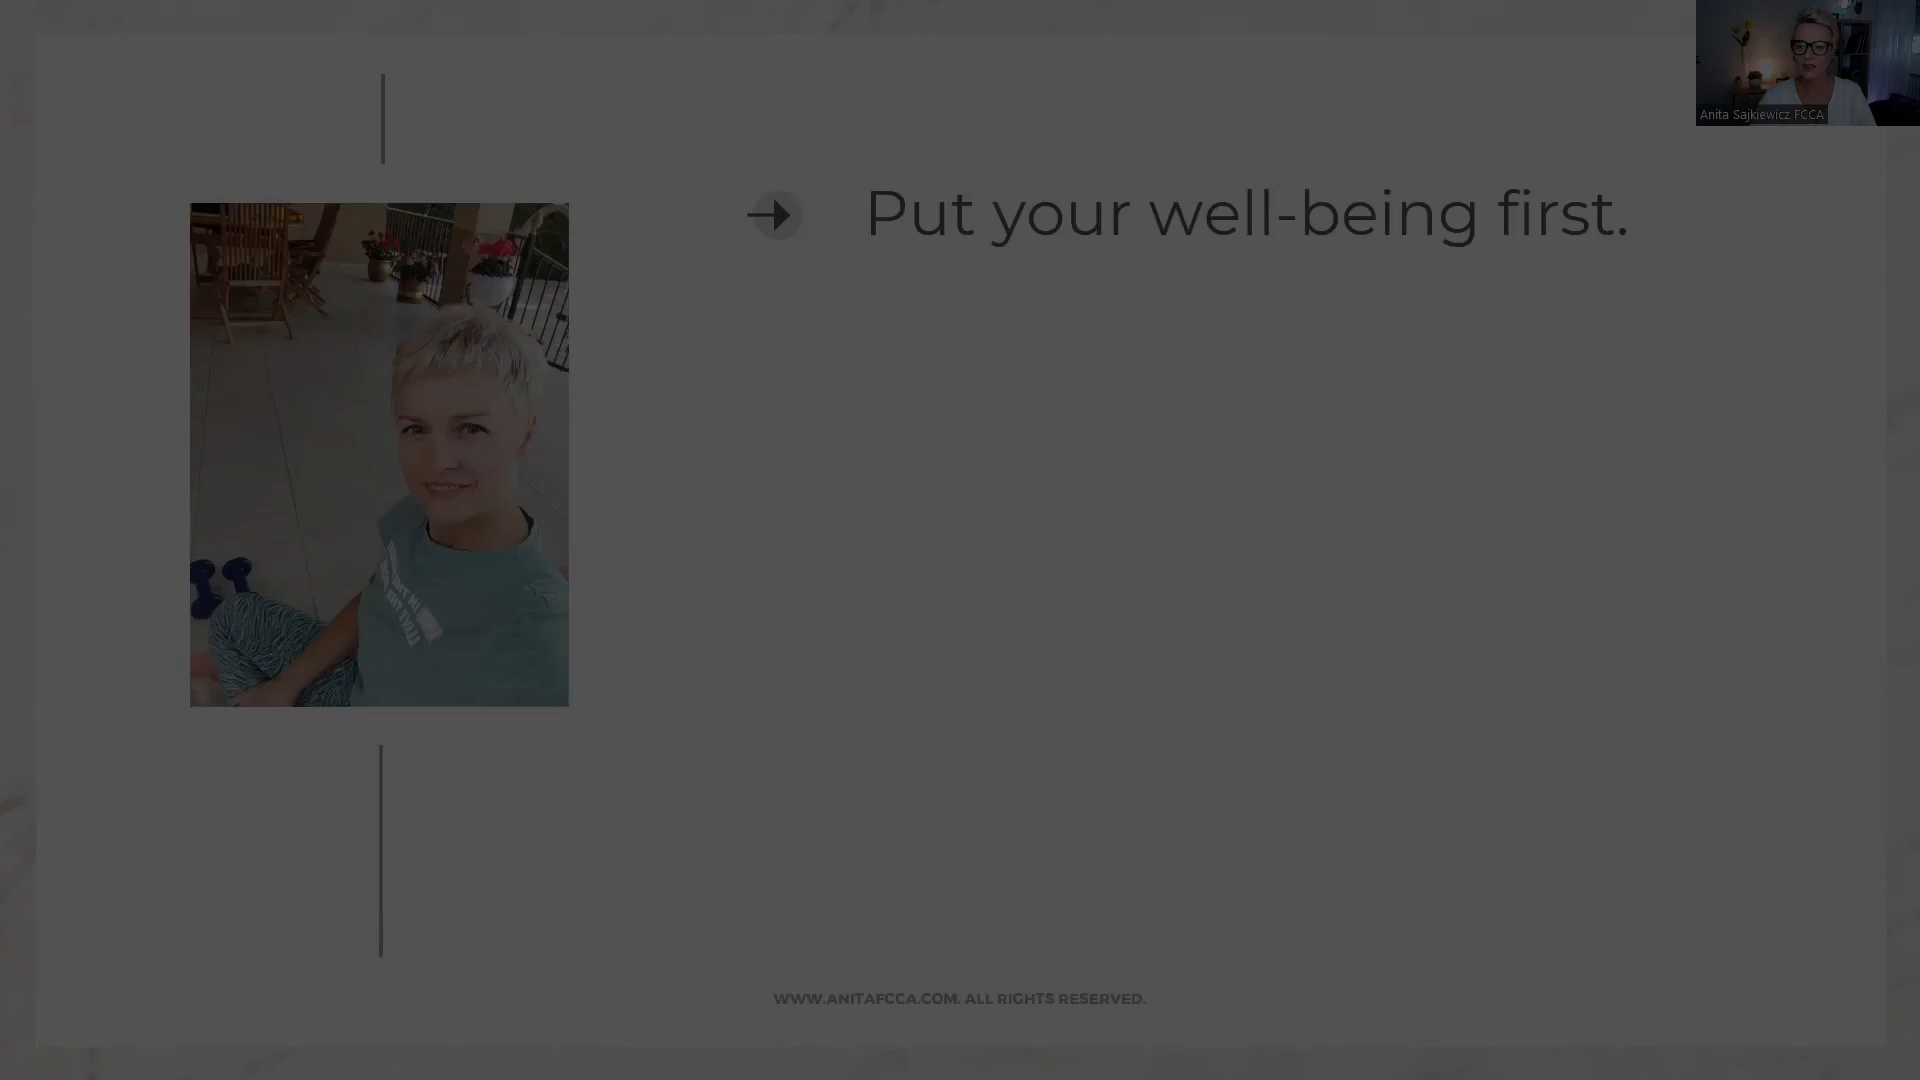 Anita Sajkiewicz FCCA
Put your well-being first.
WWW.ANITAFCCA.COM. ALL RIGHTS RESERVED.